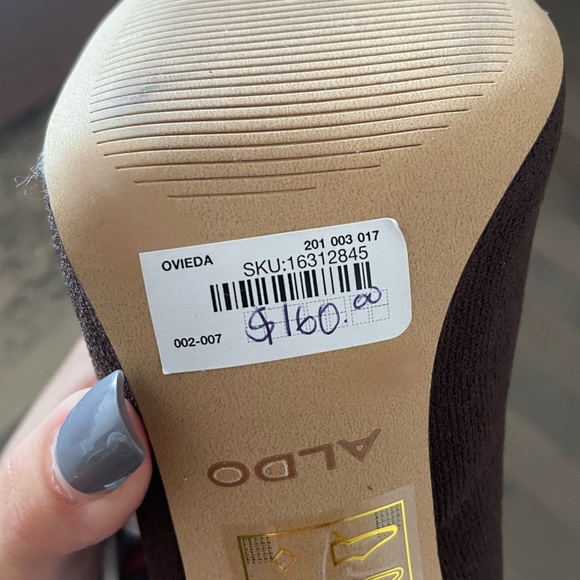 201 003 017
OVIEDA SKU:16312845
002-007 $160.00
ALDO